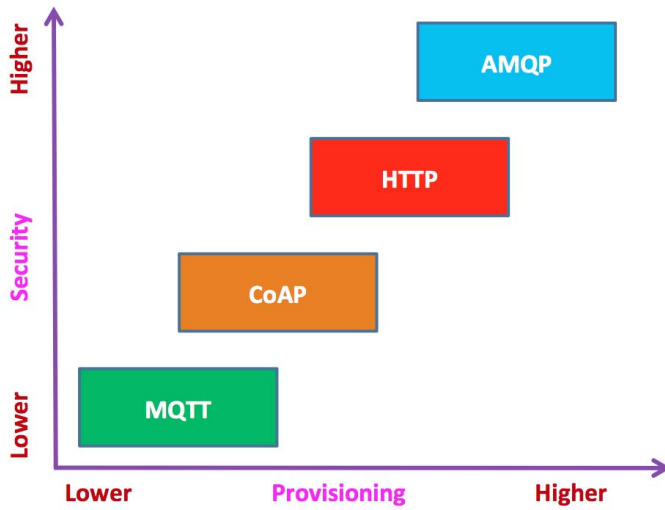 Higher
Security
Lower
AMQP
HTTP
CoAP
MQTT
Lower
Provisioning
Higher